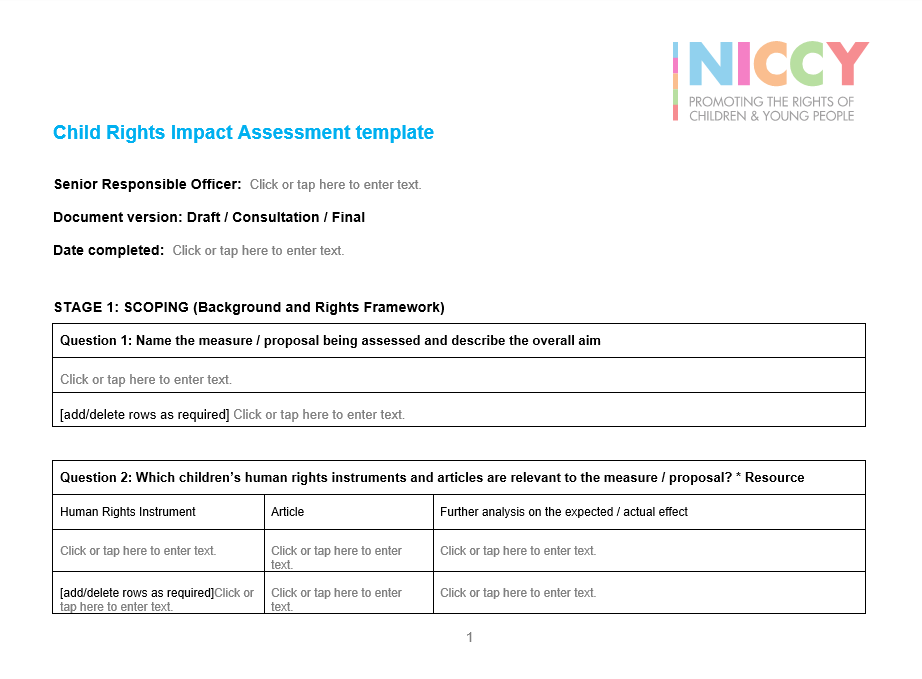 NICCY
PROMOTING THE RIGHTS OF
CHILDREN & YOUNG PEOPLE
Child Rights Impact Assessment template
Senior Responsible Officer: Click or tap here to enter text.
Document version: Draft / Consultation / Final
Date completed: Click or tap here to enter text.
STAGE 1: SCOPING (Background and Rights Framework)
Question 1: Name the measure / proposal being assessed and describe the overall aim
Click or tap here to enter text.
[add/delete rows as required] Click or tap here to enter text.
Question 2: Which children’s human rights instruments and articles are relevant to the measure / proposal? * Resource
Human Rights Instrument
Article
Further analysis on the expected / actual effect
Click or tap here to enter text.
Click or tap here to enter
text.
Click or tap here to enter text.
[add/delete rows as required]Click or
tap here to enter text.
Click or tap here to enter
text.
Click or tap here to enter text.
1